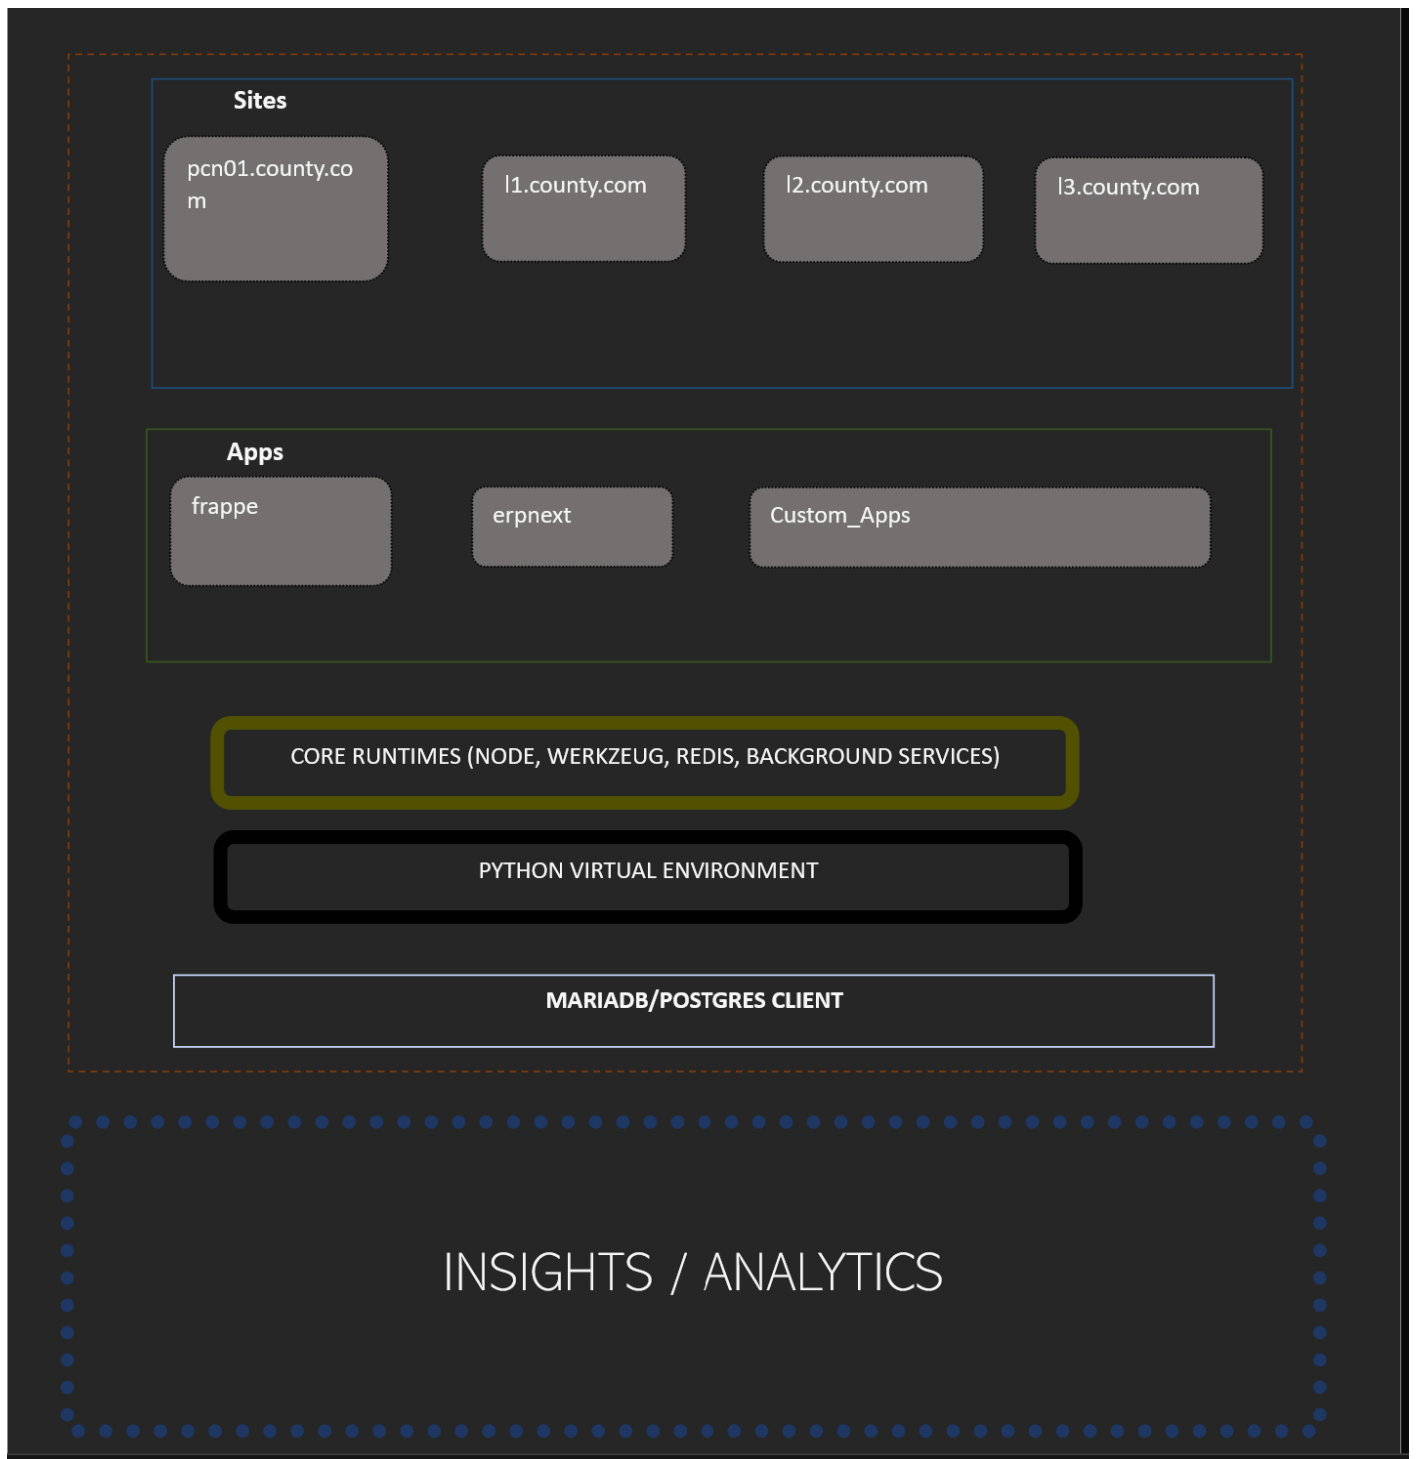 Sites
pcn01.county.co
m
l1.county.com
l2.county.com
l3.county.com
Apps
frappe
erpnext
Custom_Apps
CORE RUNTIMES (NODE, WERKZEUG, REDIS, BACKGROUND SERVICES)
PYTHON VIRTUAL ENVIRONMENT
MARIADB/POSTGRES CLIENT
INSIGHTS / ANALYTICS